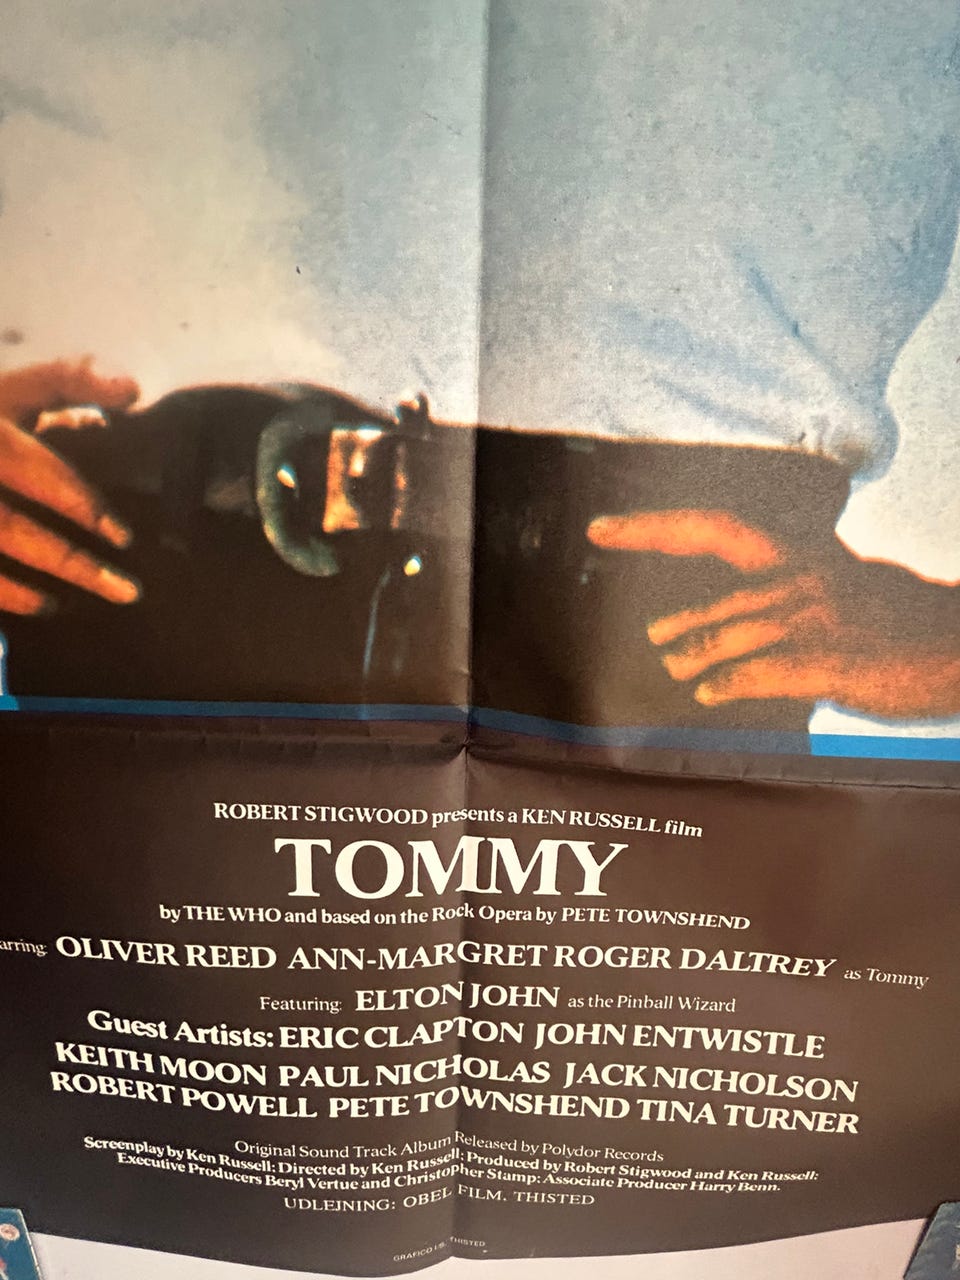 ROBERT STIGWOOD presents a KEN RUSSELL film
TOMMY
by THE WHO and based on the Rock Opera by PETE TOWNSHEND
arring: OLIVER REED ANN-MARGRET ROGER DALTREY as Tommy
Featuring: ELTON JOHN as the Pinball Wizard
Guest Artists: ERIC CLAPTON JOHN ENTWISTLE
KEITH MOON PAUL NICHOLAS JACK NICHOLSON
ROBERT POWELL PETE TOWNSHEND TINA TURNER
Original Sound Track Album Released by Polydor Records
Screenplay by Ken Russell: Directed by Ken Russell: Produced by Robert Stigwood and Ken Russell:
Executive Producers Beryl Vertue and Christopher Stamp: Associate Producer Harry Benn.
UDLEJNING: OBEL FILM. THISTED
GRAFICO I/S, THISTED